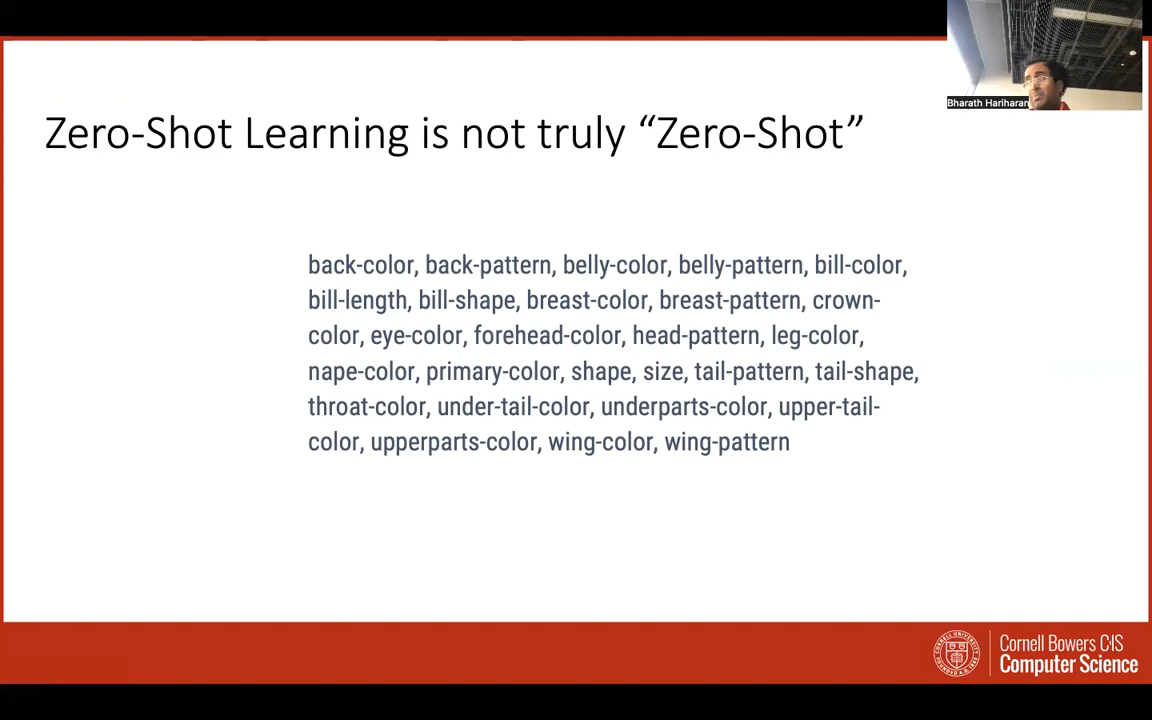 Bharath Hariharan
Zero-Shot Learning is not truly “Zero-Shot”
back-color, back-pattern, belly-color, belly-pattern, bill-color,
bill-length, bill-shape, breast-color, breast-pattern, crown-
color, eye-color, forehead-color, head-pattern, leg-color,
nape-color, primary-color, shape, size, tail-pattern, tail-shape,
throat-color, under-tail-color, underparts-color, upper-tail-
color, upperparts-color, wing-color, wing-pattern
Cornell Bowers C·IS
Computer Science